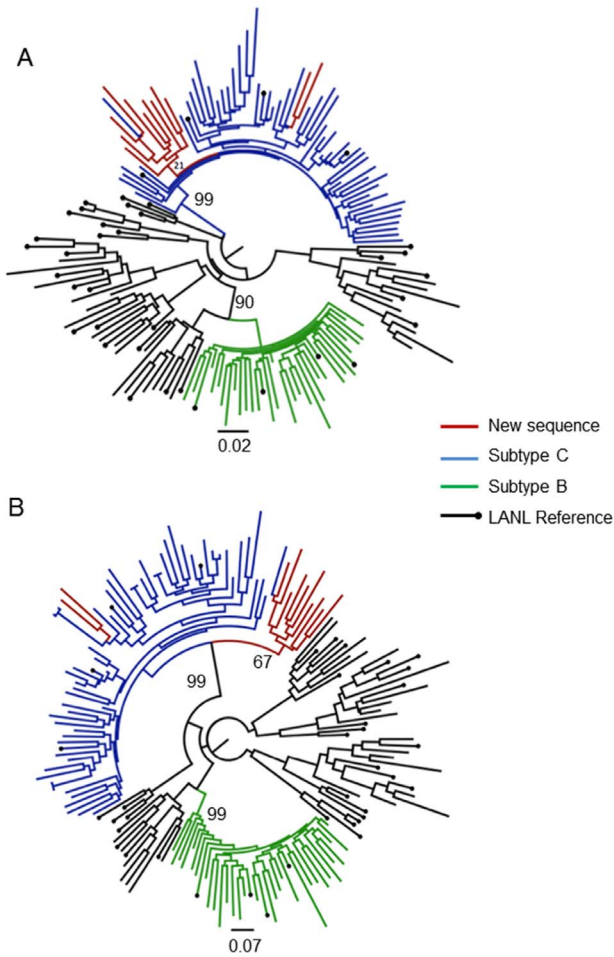 A
21
99
90
0.02
New sequence
Subtype C
Subtype B
LANL Reference
B
67
99
99
0.07